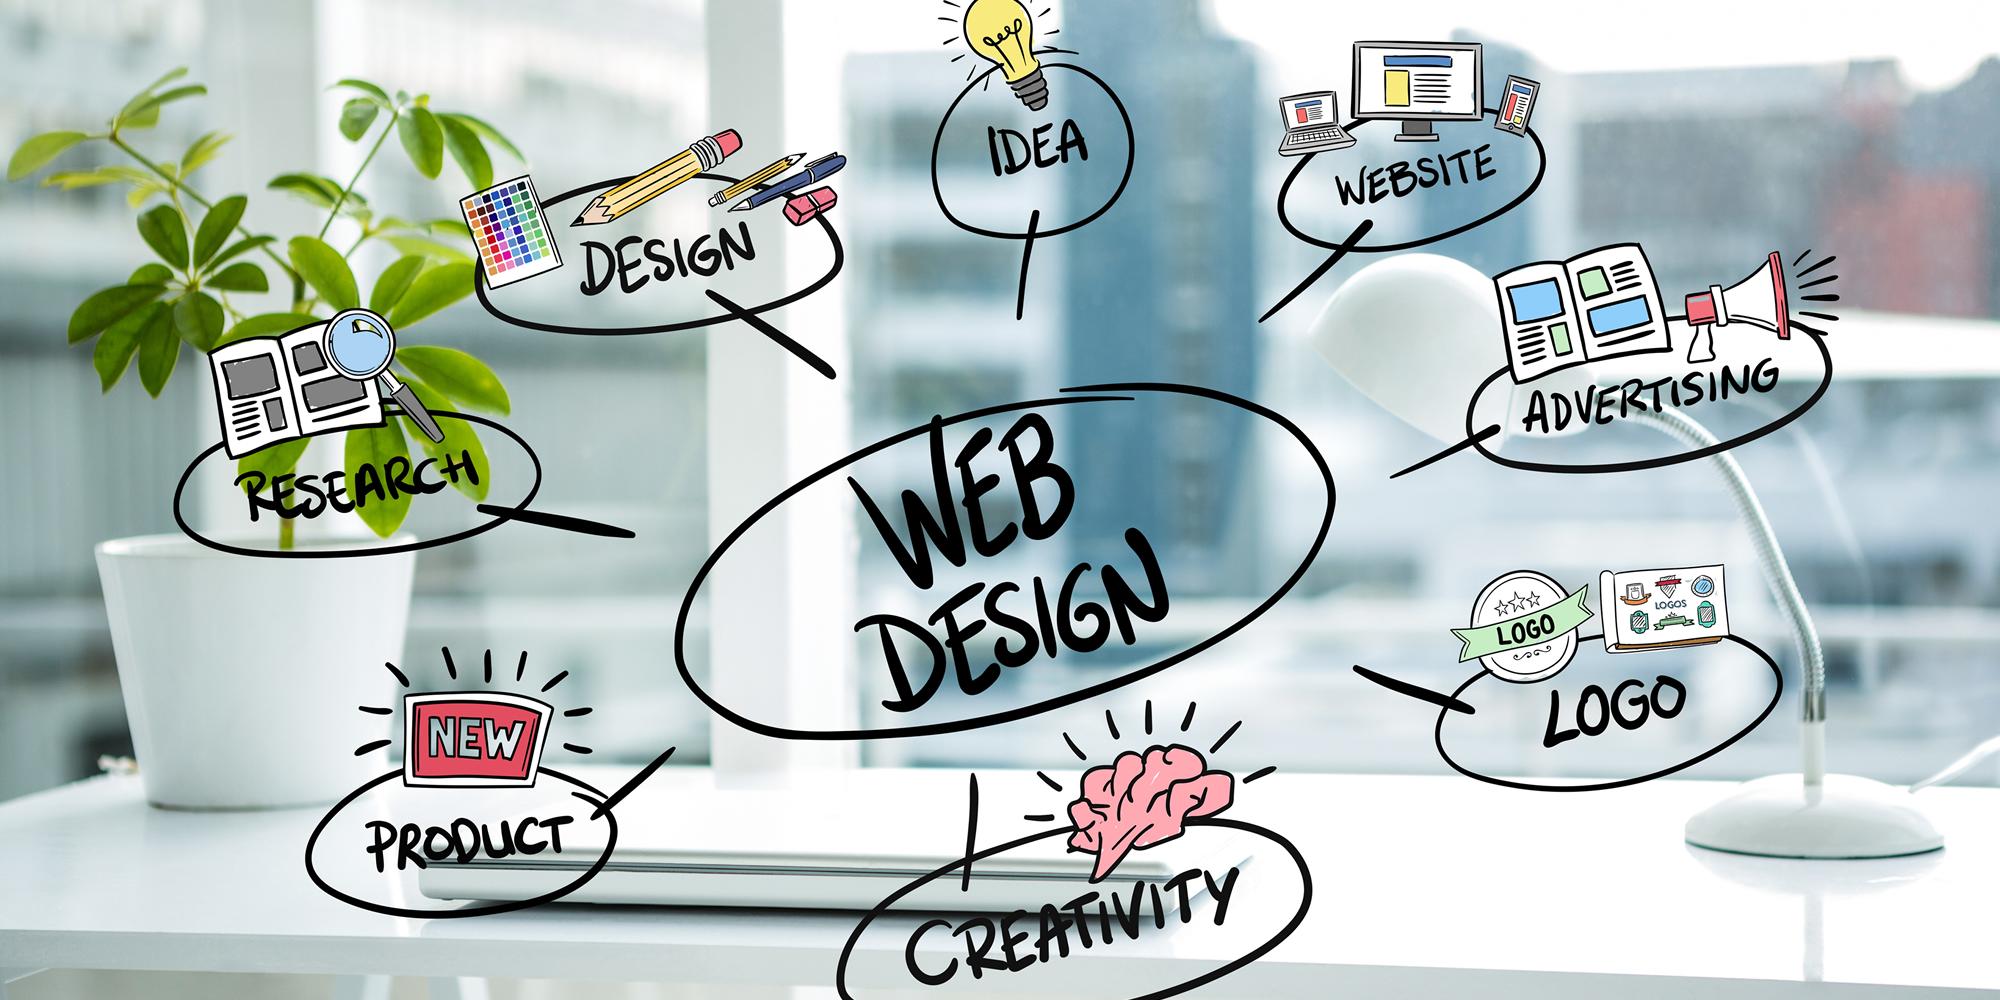 IDEA
WEBSITE
DESIGN
ADVERTISING
RESEARCH
WEB
DESIGN
LOGOS
LOGO
LOGO
NEW
PRODUCT
CREATIVITY